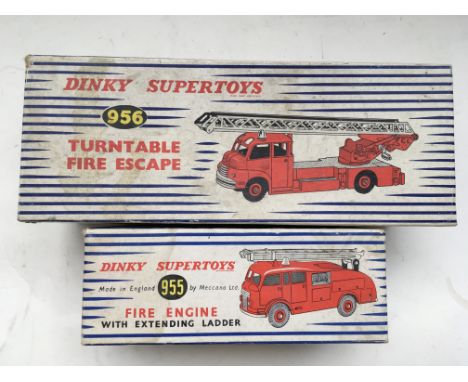 DINKY SUPERTOYS
956
TURNTABLE
FIRE ESCAPE
DINKY SUPERTOYS
Made in England 955 by Meccano Ltd.
FIRE ENGINE
WITH EXTENDING LADDER